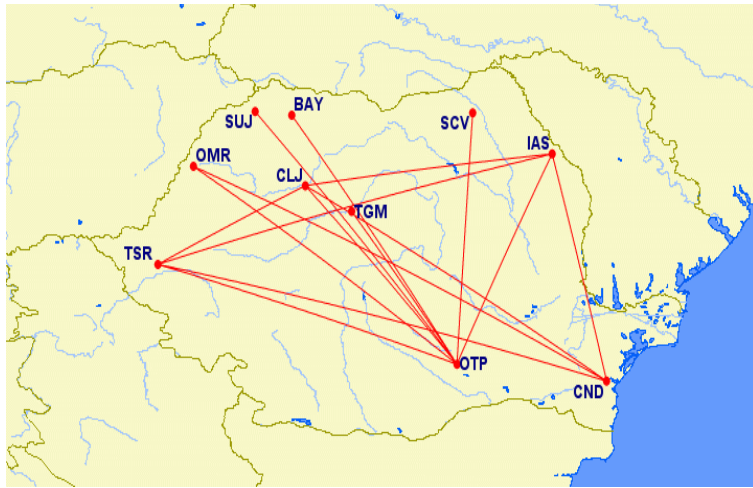 BAY
SUJ
SCV
IAS
OMR
CLJ
TGM
TSR
OTP
CND